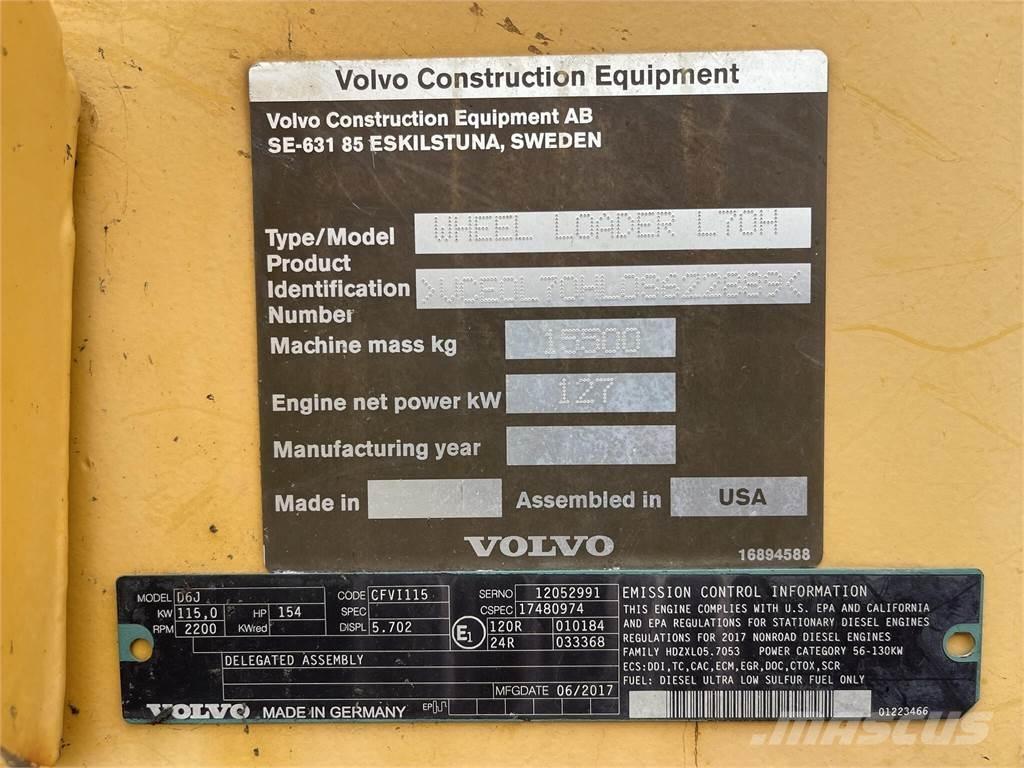 Volvo Construction Equipment
Volvo Construction Equipment AB
SE-631 85 ESKILSTUNA, SWEDEN
Type/Model WHEEL LOADER L70H
Product
Identification
Number
Machine mass kg 15500
Engine net power kW 127
Manufacturing year
Made in
Assembled in USA
VOLVO
16894588
MODEL D6J
KW 115,0 HP 154
RPM 2200 KWred
CODE CFVI115
SPEC
DISPL 5.702
SERNO 12052991
CSPEC 17480974
E1
120R 010184
24R 033368
DELEGATED ASSEMBLY
MFGDATE 06/2017
VOLVO MADE IN GERMANY
EP
EMISSION CONTROL INFORMATION
THIS ENGINE COMPLIES WITH U.S. EPA AND CALIFORNIA
AND EPA REGULATIONS FOR STATIONARY DIESEL ENGINES
REGULATIONS FOR 2017 NONROAD DIESEL ENGINES
FAMILY HDZXL05.7053 POWER CATEGORY 56-130KW
ECS:DDI,TC,CAC,ECM,EGR,DOC,CTOX,SCR
FUEL: DIESEL ULTRA LOW SULFUR FUEL ONLY
01223466
MASCUS